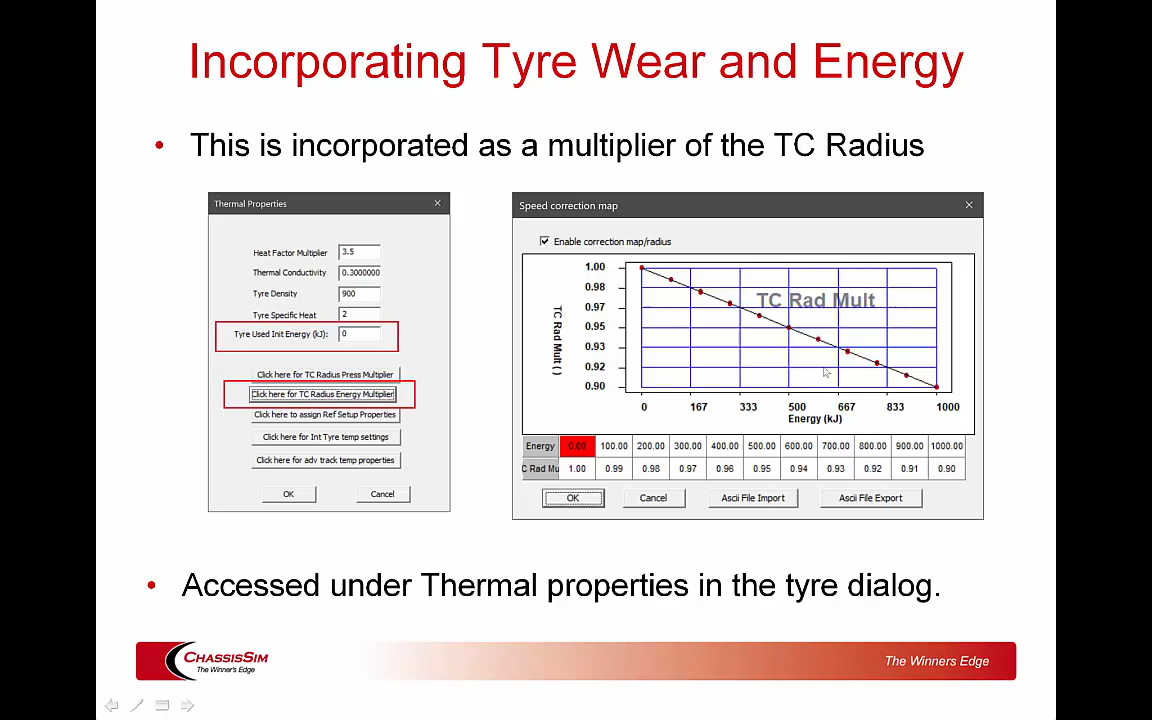 Incorporating Tyre Wear and Energy
• This is incorporated as a multiplier of the TC Radius
Thermal Properties
Heat Factor Multiplier 3.5
Thermal Conductivity 0.3000000
Tyre Density 900
Tyre Specific Heat 2
Tyre Used Init Energy (kJ): 0
Click here for TC Radius Press Multiplier
Click here for TC Radius Energy Multiplier
Click here to assign Ref Setup Properties
Click here for Int Tyre temp settings
Click here for adv track temp properties
OK Cancel
Speed correction map
Enable correction map/radius
TC Rad Mult
TC Rad Mult ( )
1.00
0.98
0.97
0.95
0.93
0.92
0.90
0 167 333 500 667 833 1000
Energy (kJ)
Energy 0.00 100.00 200.00 300.00 400.00 500.00 600.00 700.00 800.00 900.00 1000.00
C Rad Mu 1.00 0.99 0.98 0.97 0.96 0.95 0.94 0.93 0.92 0.91 0.90
OK Cancel Ascii File Import Ascii File Export
• Accessed under Thermal properties in the tyre dialog.
CHASSISSIM
The Winner's Edge
The Winners Edge